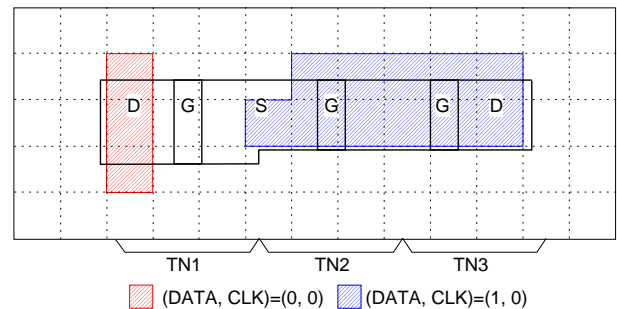 D G S G G D
TN1 TN2 TN3
(DATA, CLK)=(0, 0) (DATA, CLK)=(1, 0)